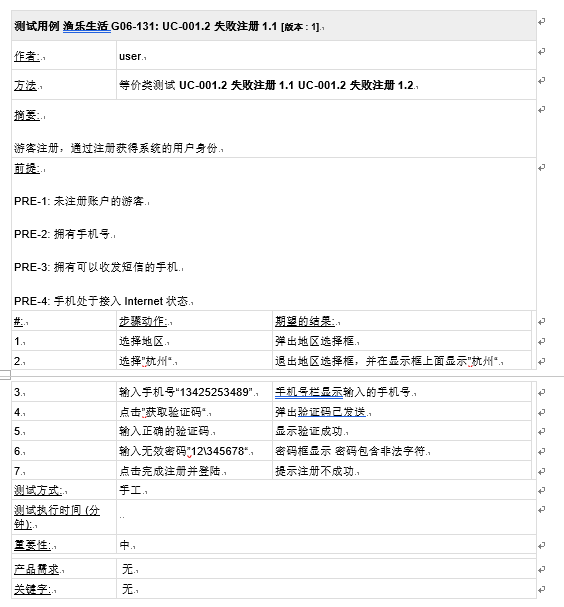 测试用例 渔乐生活 G06-131: UC-001.2 失败注册 1.1 [版本 : 1].
作者: user
方法 等价类测试 UC-001.2 失败注册 1.1 UC-001.2 失败注册 1.2
摘要:
游客注册，通过注册获得系统的用户身份
前提:
PRE-1: 未注册账户的游客
PRE-2: 拥有手机号
PRE-3: 拥有可以收发短信的手机
PRE-4: 手机处于接入 Internet 状态
#: 步骤动作: 期望的结果:
1. 选择地区 弹出地区选择框
2. 选择”杭州“ 退出地区选择框，并在显示框上面显示”杭州“
3. 输入手机号“13425253489” 手机号栏显示输入的手机号
4. 点击”获取验证码“ 弹出验证码已发送
5. 输入正确的验证码 显示验证成功
6. 输入无效密码”12\345678“ 密码框显示 密码包含非法字符
7. 点击完成注册并登陆 提示注册不成功
测试方式: 手工
测试执行时间 (分
钟):
重要性: 中
产品需求 无
关键字: 无